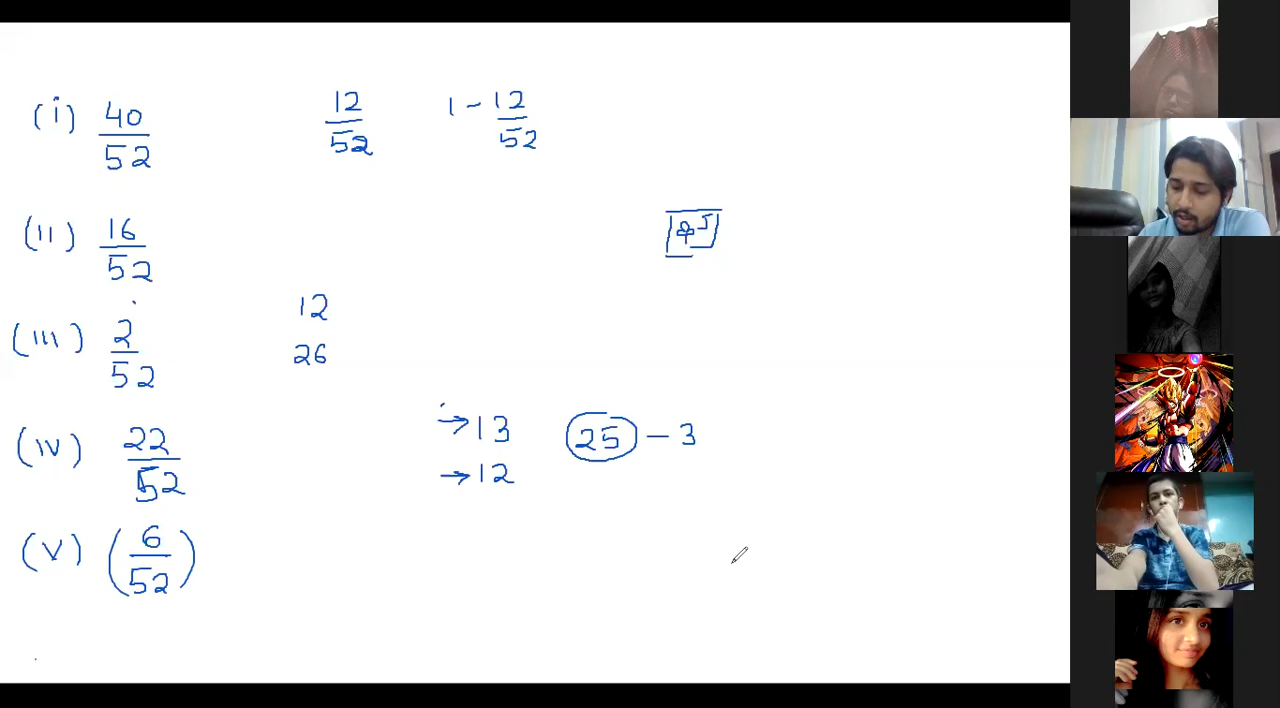 (i) 40/52 12/52 1 - 12/52
(ii) 16/52
J
(iii) 2/52 12
26
(iv) 22/52 → 13 25 - 3
→ 12
(v) (6/52)